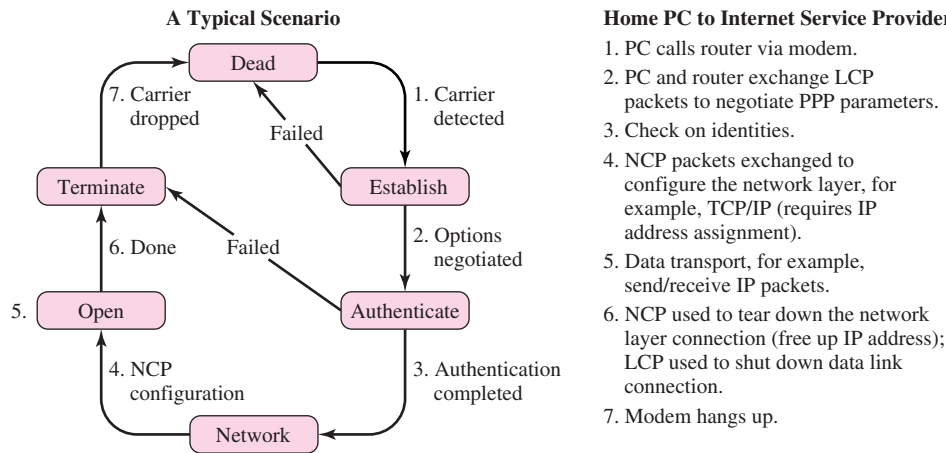 A Typical Scenario
Dead
7. Carrier
dropped
1. Carrier
detected
Failed
Terminate
Establish
6. Done
Failed
2. Options
negotiated
5.
Open
Authenticate
4. NCP
configuration
3. Authentication
completed
Network
Home PC to Internet Service Provider
1. PC calls router via modem.
2. PC and router exchange LCP
packets to negotiate PPP parameters.
3. Check on identities.
4. NCP packets exchanged to
configure the network layer, for
example, TCP/IP (requires IP
address assignment).
5. Data transport, for example,
send/receive IP packets.
6. NCP used to tear down the network
layer connection (free up IP address);
LCP used to shut down data link
connection.
7. Modem hangs up.